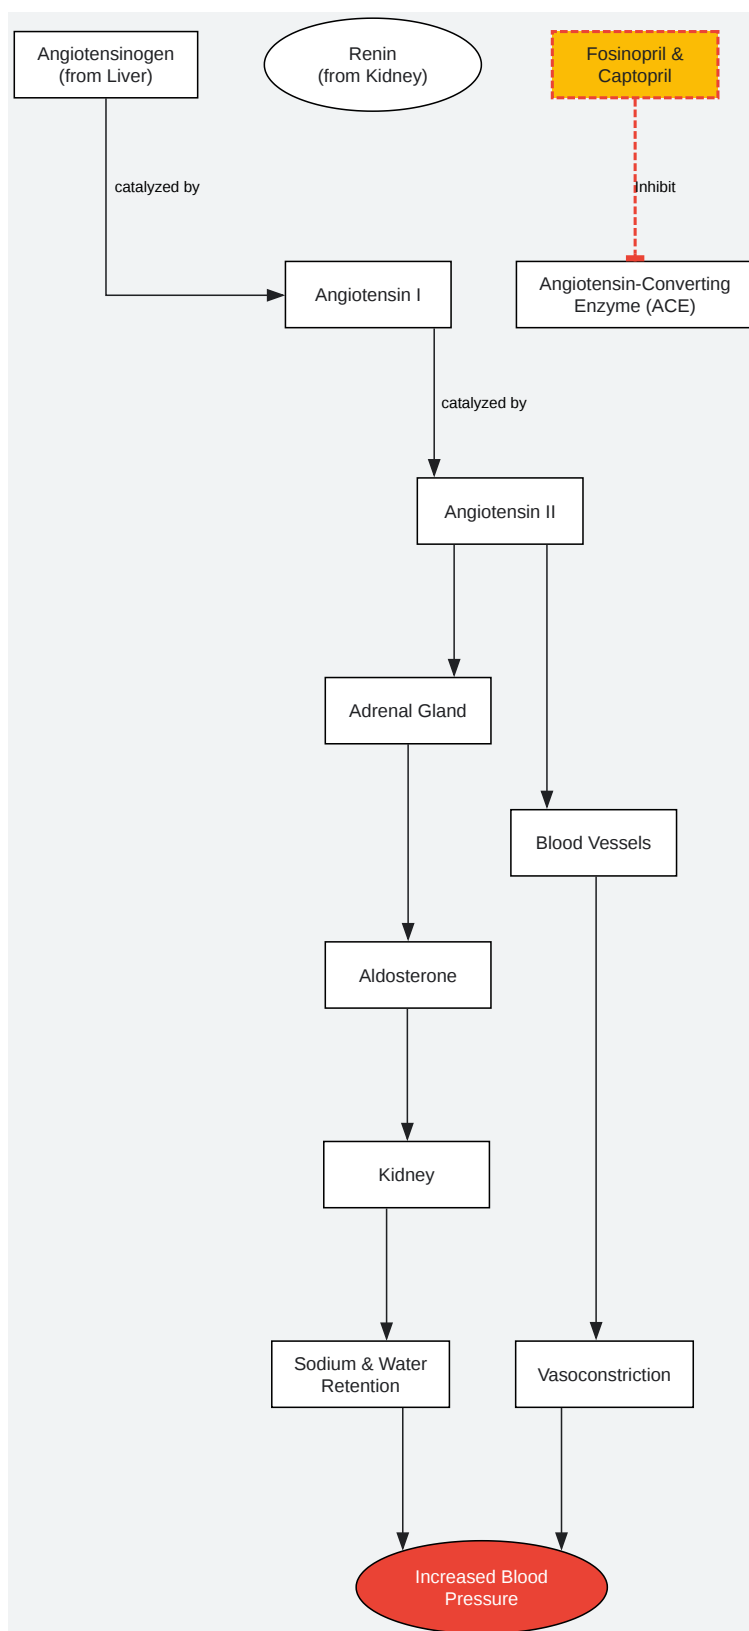 Angiotensinogen
(from Liver)
Renin
(from Kidney)
Fosinopril &
Captopril
catalyzed by
Inhibit
Angiotensin I
Angiotensin-Converting
Enzyme (ACE)
catalyzed by
Angiotensin II
Adrenal Gland
Blood Vessels
Aldosterone
Kidney
Sodium & Water
Retention
Vasoconstriction
Increased Blood
Pressure